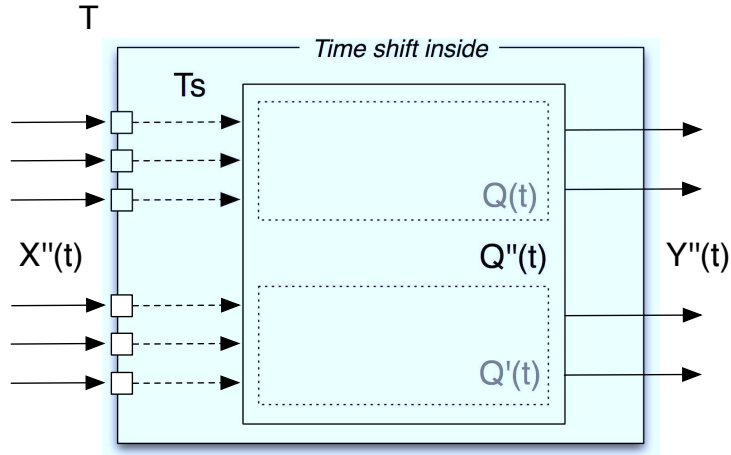 T
Time shift inside
Ts
Q(t)
X"(t)
Q"(t)
Y"(t)
Q'(t)